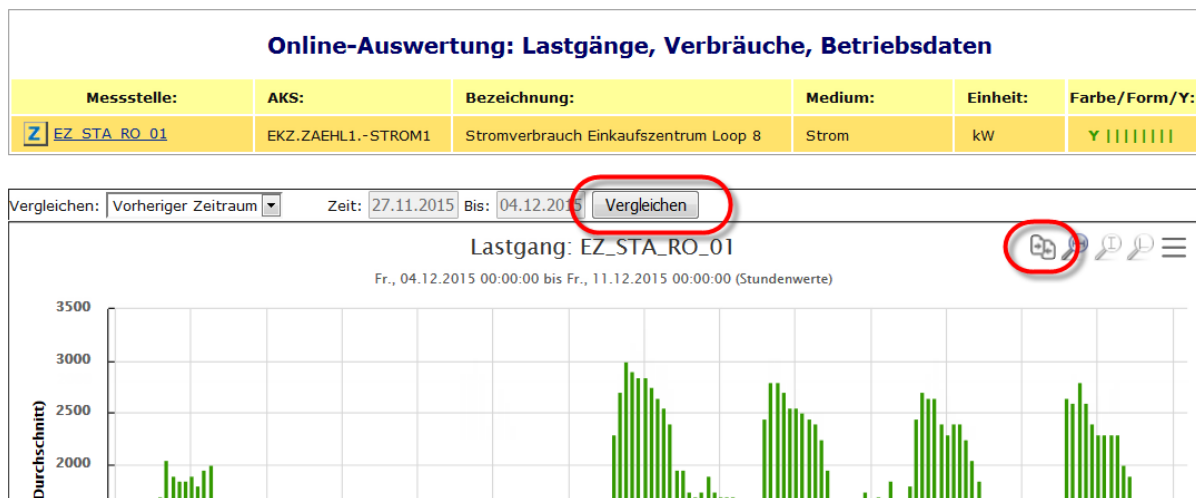 Online-Auswertung: Lastgänge, Verbräuche, Betriebsdaten
Messstelle: AKS: Bezeichnung: Medium: Einheit: Farbe/Form/Y:
Z EZ_STA_RO_01 EKZ.ZAEHL1.-STROM1 Stromverbrauch Einkaufszentrum Loop 8 Strom kW Y ||||||||
Vergleichen: Vorheriger Zeitraum Zeit: 27.11.2015 Bis: 04.12.2015 Vergleichen
Lastgang: EZ_STA_RO_01
Fr., 04.12.2015 00:00:00 bis Fr., 11.12.2015 00:00:00 (Stundenwerte)
3500
3000
2500
2000
Durchschnitt)